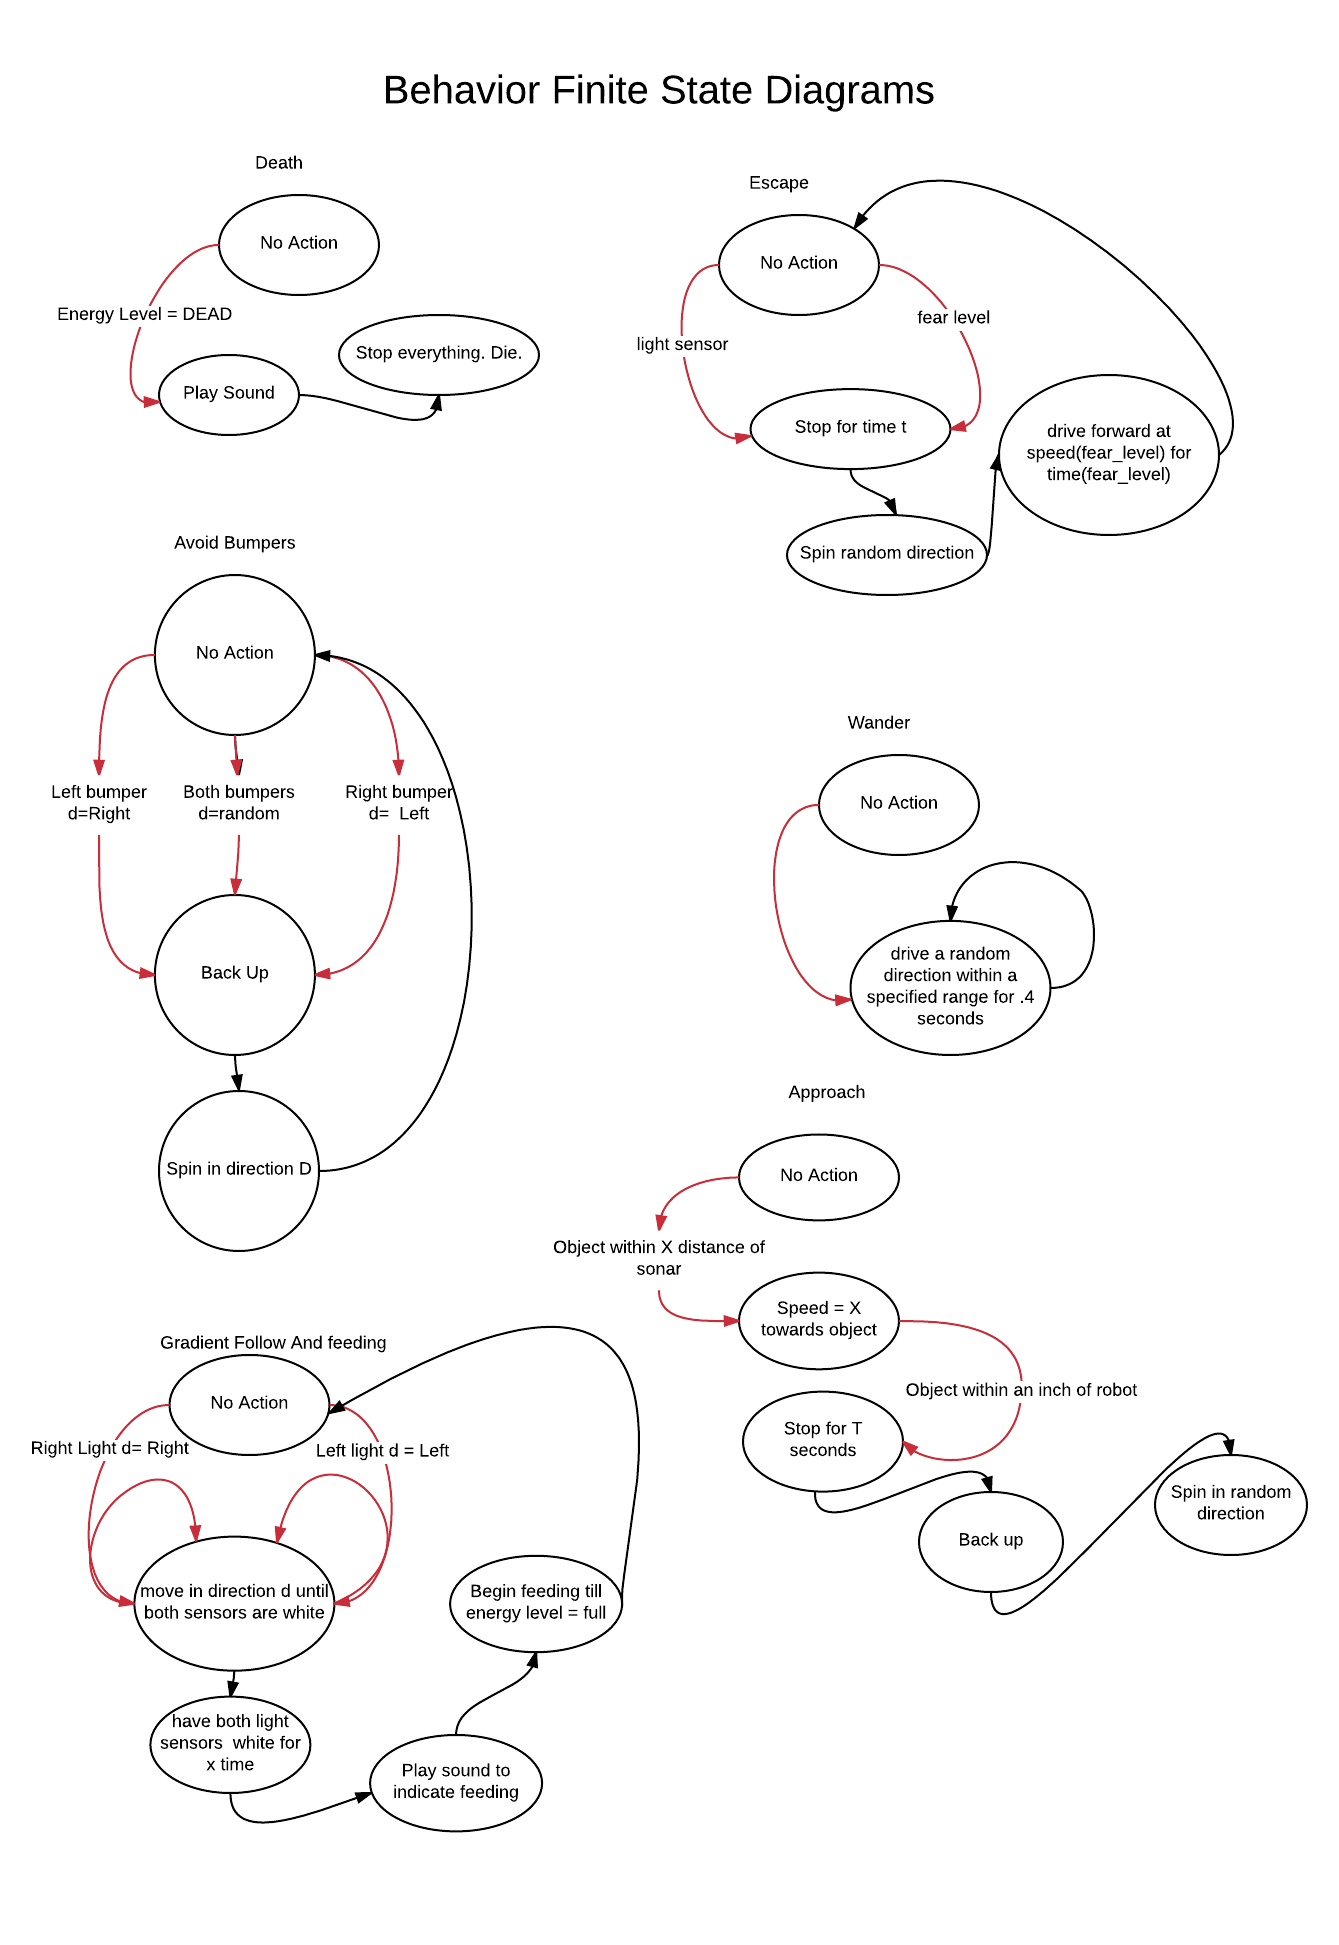 Behavior Finite State Diagrams
Death
No Action
Energy Level = DEAD
Stop everything. Die.
Play Sound
Escape
No Action
fear level
light sensor
Stop for time t
drive forward at
speed(fear_level) for
time(fear_level)
Spin random direction
Avoid Bumpers
No Action
Left bumper
d=Right
Both bumpers
d=random
Right bumper
d=  Left
Back Up
Spin in direction D
Wander
No Action
drive a random
direction within a
specified range for .4
seconds
Approach
No Action
Object within X distance of
sonar
Speed = X
towards object
Object within an inch of robot
Stop for T
seconds
Back up
Spin in random
direction
Gradient Follow And feeding
No Action
Right Light d= Right
Left light d = Left
move in direction d until
both sensors are white
Begin feeding till
energy level = full
have both light
sensors  white for
x time
Play sound to
indicate feeding